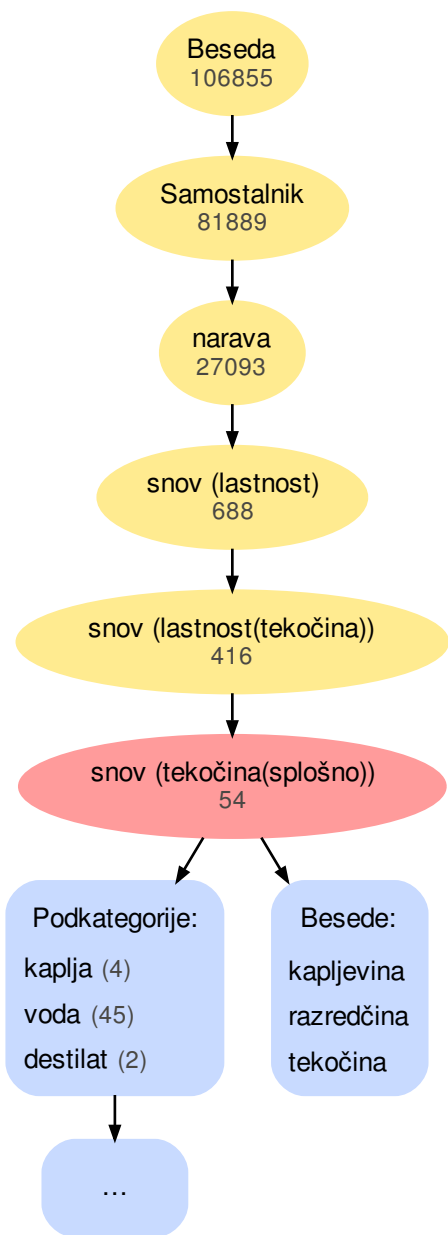 Beseda
106855
Samostalnik
81889
narava
27093
snov (lastnost)
688
snov (lastnost(tekočina))
416
snov (tekočina(splošno))
54
Podkategorije:
kaplja (4)
voda (45)
destilat (2)
Besede:
kapljevina
razredčina
tekočina
...